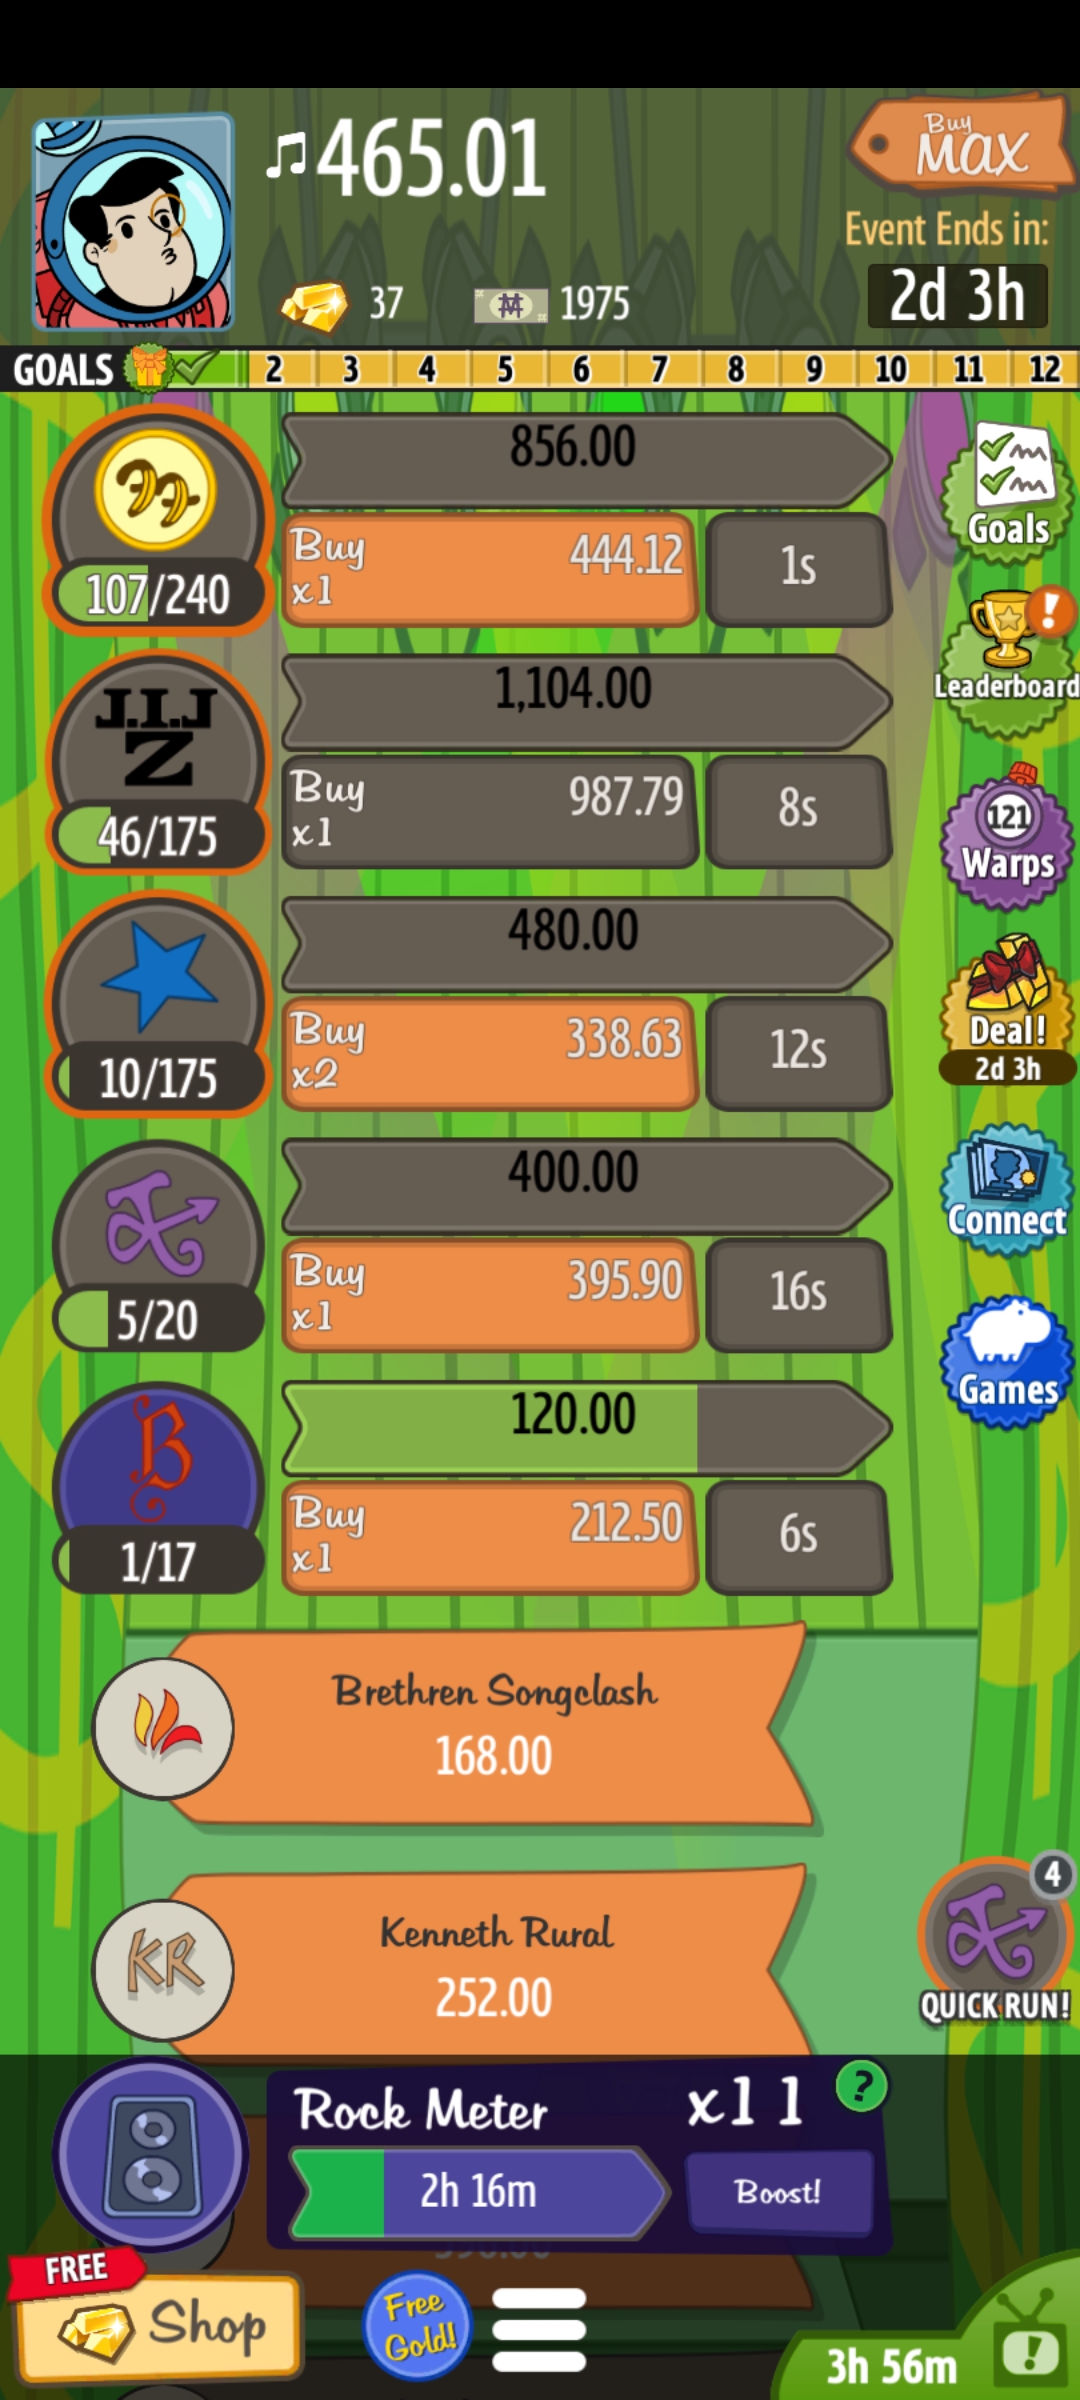 ♫465.01
Buy
MAX
Event Ends in:
37
1975
2d 3h
GOALS
2 3 4 5 6 7 8 9 10 11 12
856.00
Buy
x1
444.12
1s
107/240
Goals
J.I.J
Z
1,104.00
Buy
x1
987.79
8s
46/175
!
Leaderboard
121
Warps
480.00
Buy
x2
338.63
12s
10/175
Deal!
2d 3h
400.00
Buy
x1
395.90
16s
5/20
Connect
B
120.00
Buy
x1
212.50
6s
1/17
Games
Brethren Songclash
168.00
KR
Kenneth Rural
252.00
4
QUICK RUN!
Rock Meter
x11
?
2h 16m
Boost!
FREE
Shop
Free
Gold!
3h 56m
!